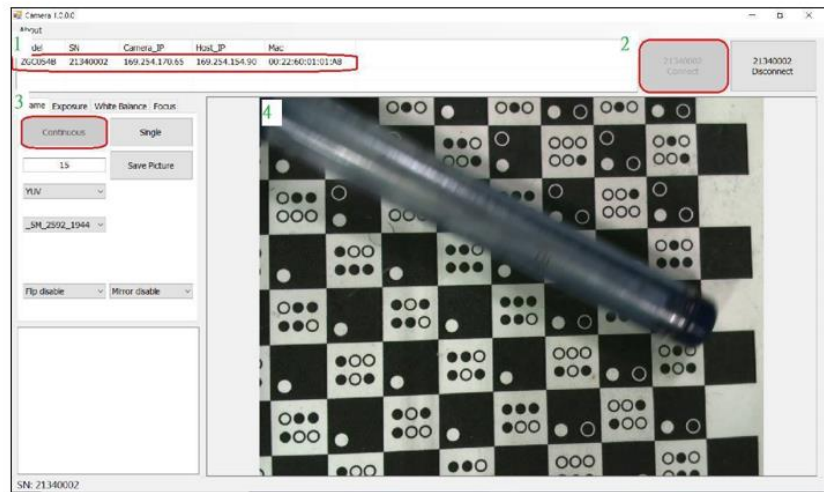 Camera 1.0.0.0
About
1 del SN Camera_IP Host_IP Mac
ZGC054B 21340002 169.254.170.65 169.254.154.90 00:22:60:01:01:A8
2
21340002 Connect
21340002 Disconnect
3 ame Exposure White Balance Focus
Continuous Single
15 Save Picture
YUV
_5M_2592_1944
Flip disable Mirror disable
4
SN: 21340002